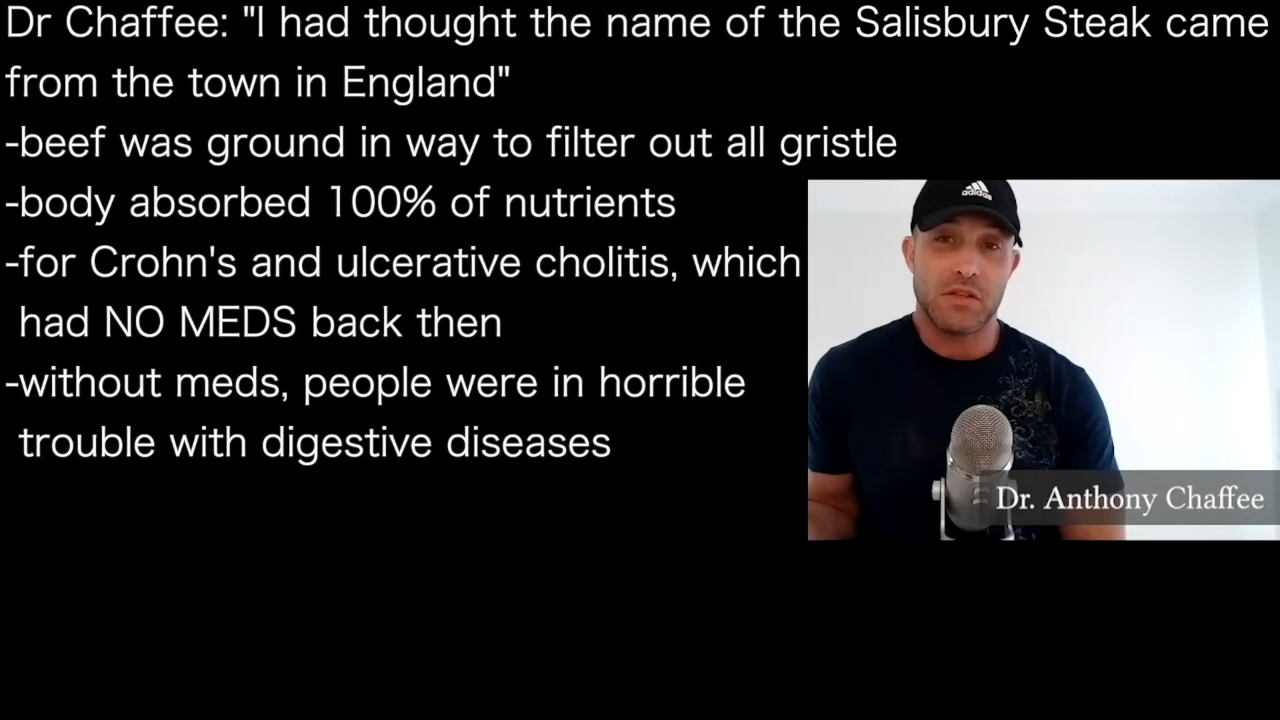 Dr Chaffee: "I had thought the name of the Salisbury Steak came
from the town in England"
-beef was ground in way to filter out all gristle
-body absorbed 100% of nutrients
-for Crohn's and ulcerative cholitis, which
had NO MEDS back then
-without meds, people were in horrible
trouble with digestive diseases
adidas
Dr. Anthony Chaffee